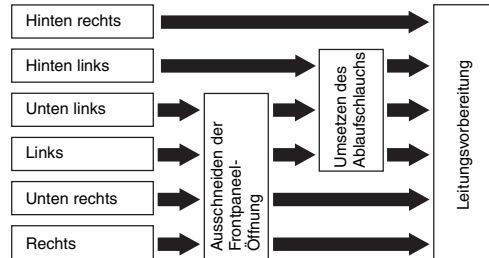 Hinten rechts
Hinten links
Unten links
Links
Unten rechts
Rechts
Ausschneiden der
Frontpaneel-
Öffnung
Umsetzen des
Ablaufschlauchs
Leitungsvorbereitung